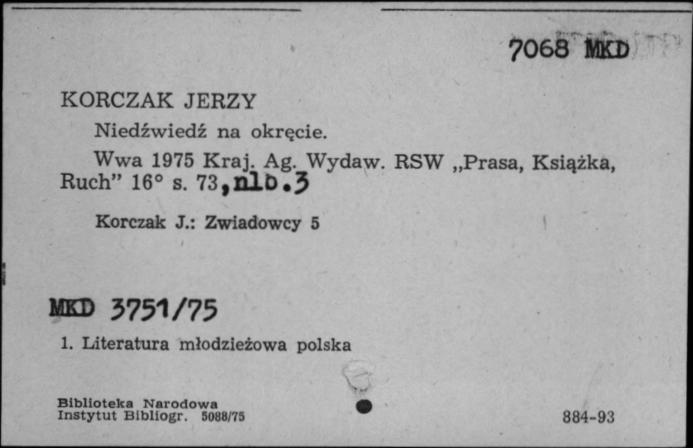 7068 MKD
KORCZAK JERZY
Niedźwiedź na okręcie.
Wwa 1975 Kraj. Ag. Wydaw. RSW „Prasa, Książka,
Ruch” 16° s. 73, nlb.3
Korczak J.: Zwiadowcy 5
MKD 3751/75
1. Literatura młodzieżowa polska
Biblioteka Narodowa
Instytut Bibliogr. 5088/75
884-93